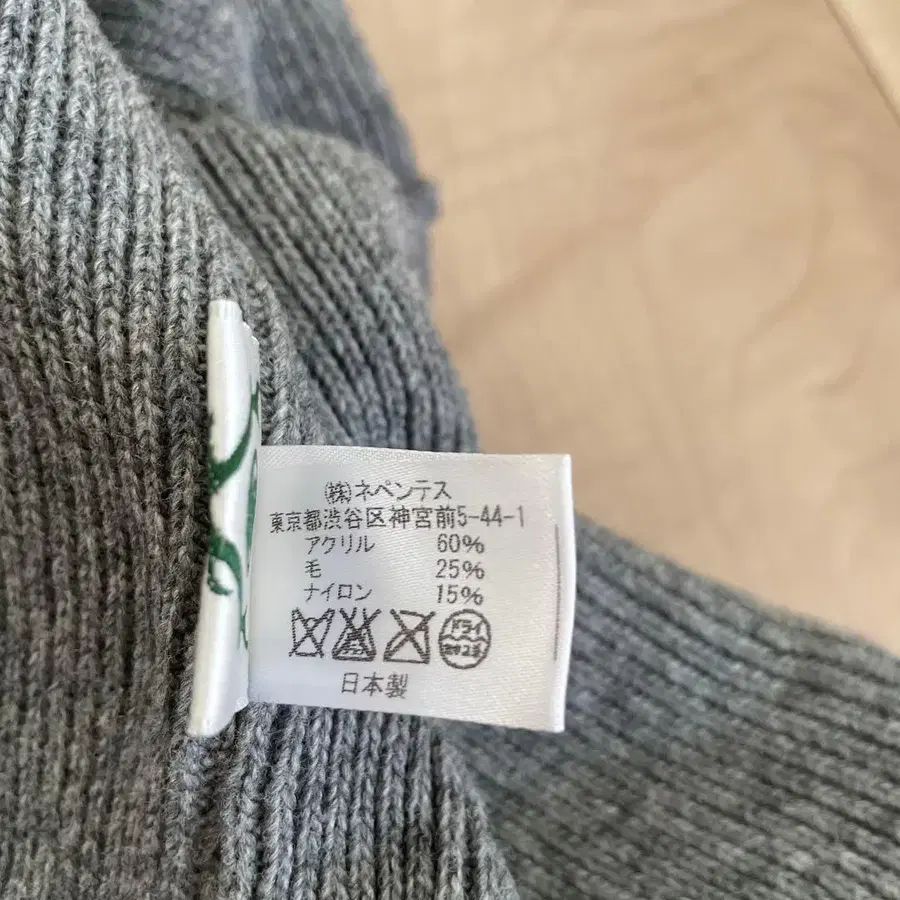 (株)ネペンテス
東京都渋谷区神宮前5-44-1
アクリル 60%
毛 25%
ナイロン 15%
ドライ
日本製